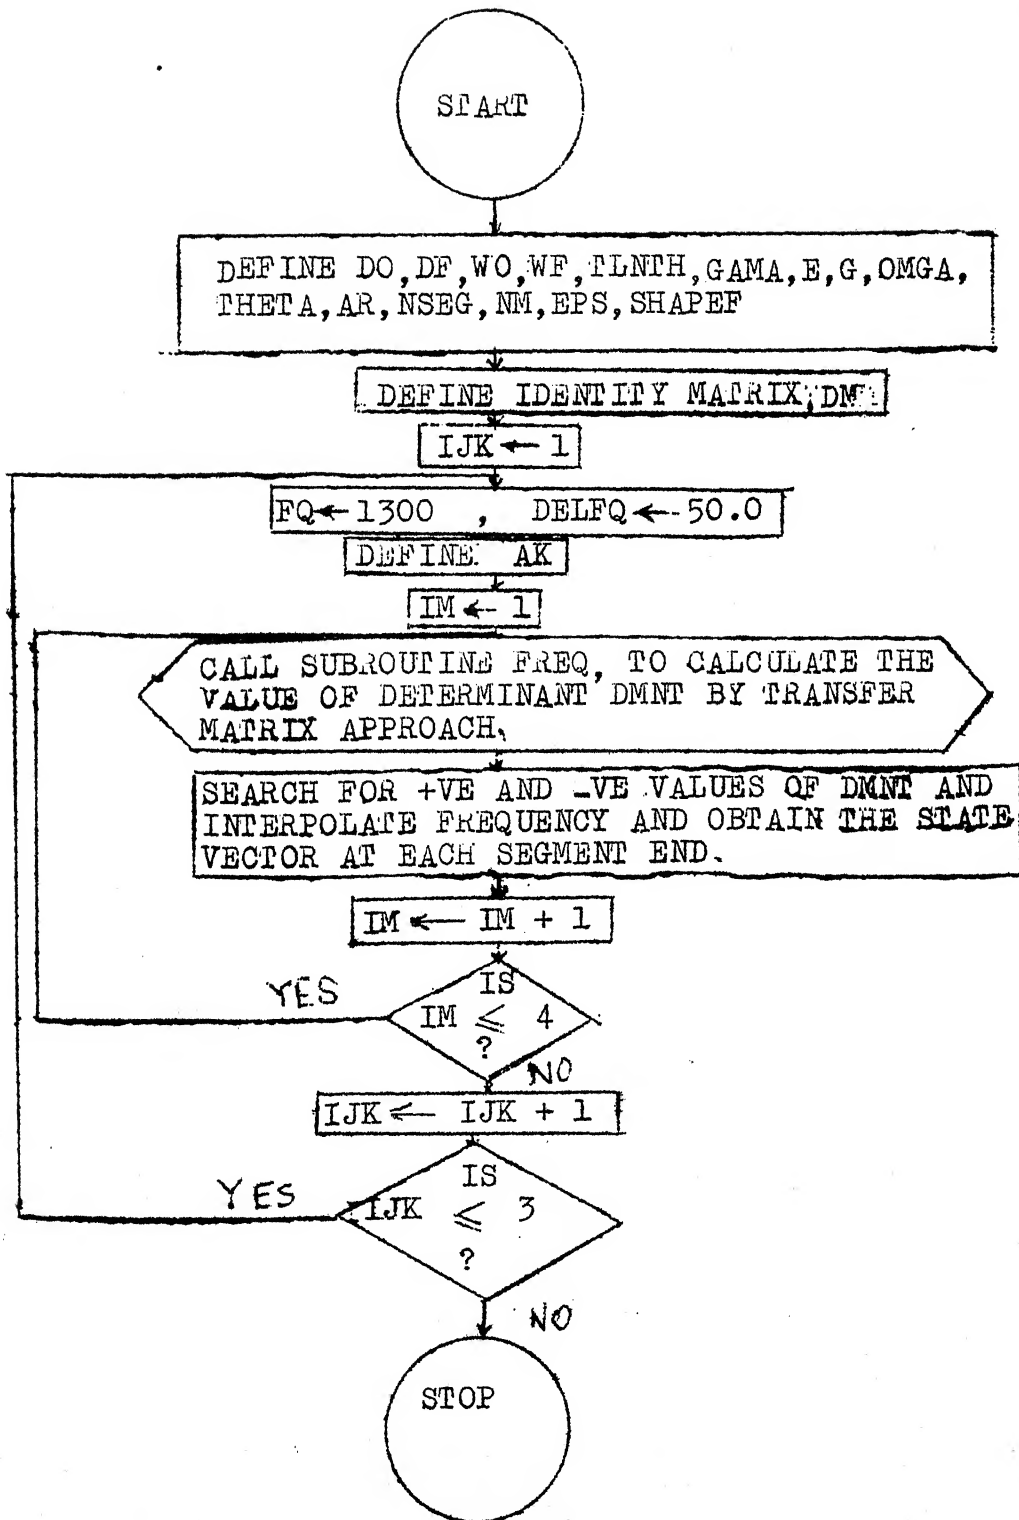 START
DEFINE DO,DF,WO,WF,TLNTH,GAMA,E,G,OMGA,
THETA,AR,NSEG,NM,EPS,SHAPEF
DEFINE IDENTITY MATRIX,DM
IJK ← 1
FQ←1300 , DELFQ←50.0
DEFINE AK
IM ← 1
CALL SUBROUTINE FREQ, TO CALCULATE THE
VALUE OF DETERMINANT DMNT BY TRANSFER
MATRIX APPROACH.
SEARCH FOR +VE AND -VE VALUES OF DMNT AND
INTERPOLATE FREQUENCY AND OBTAIN THE STATE
VECTOR AT EACH SEGMENT END.
IM ← IM + 1
IS
YES
IM ≤ 4
?
NO
IJK ← IJK + 1
IS
YES
IJK ≤ 3
?
NO
STOP